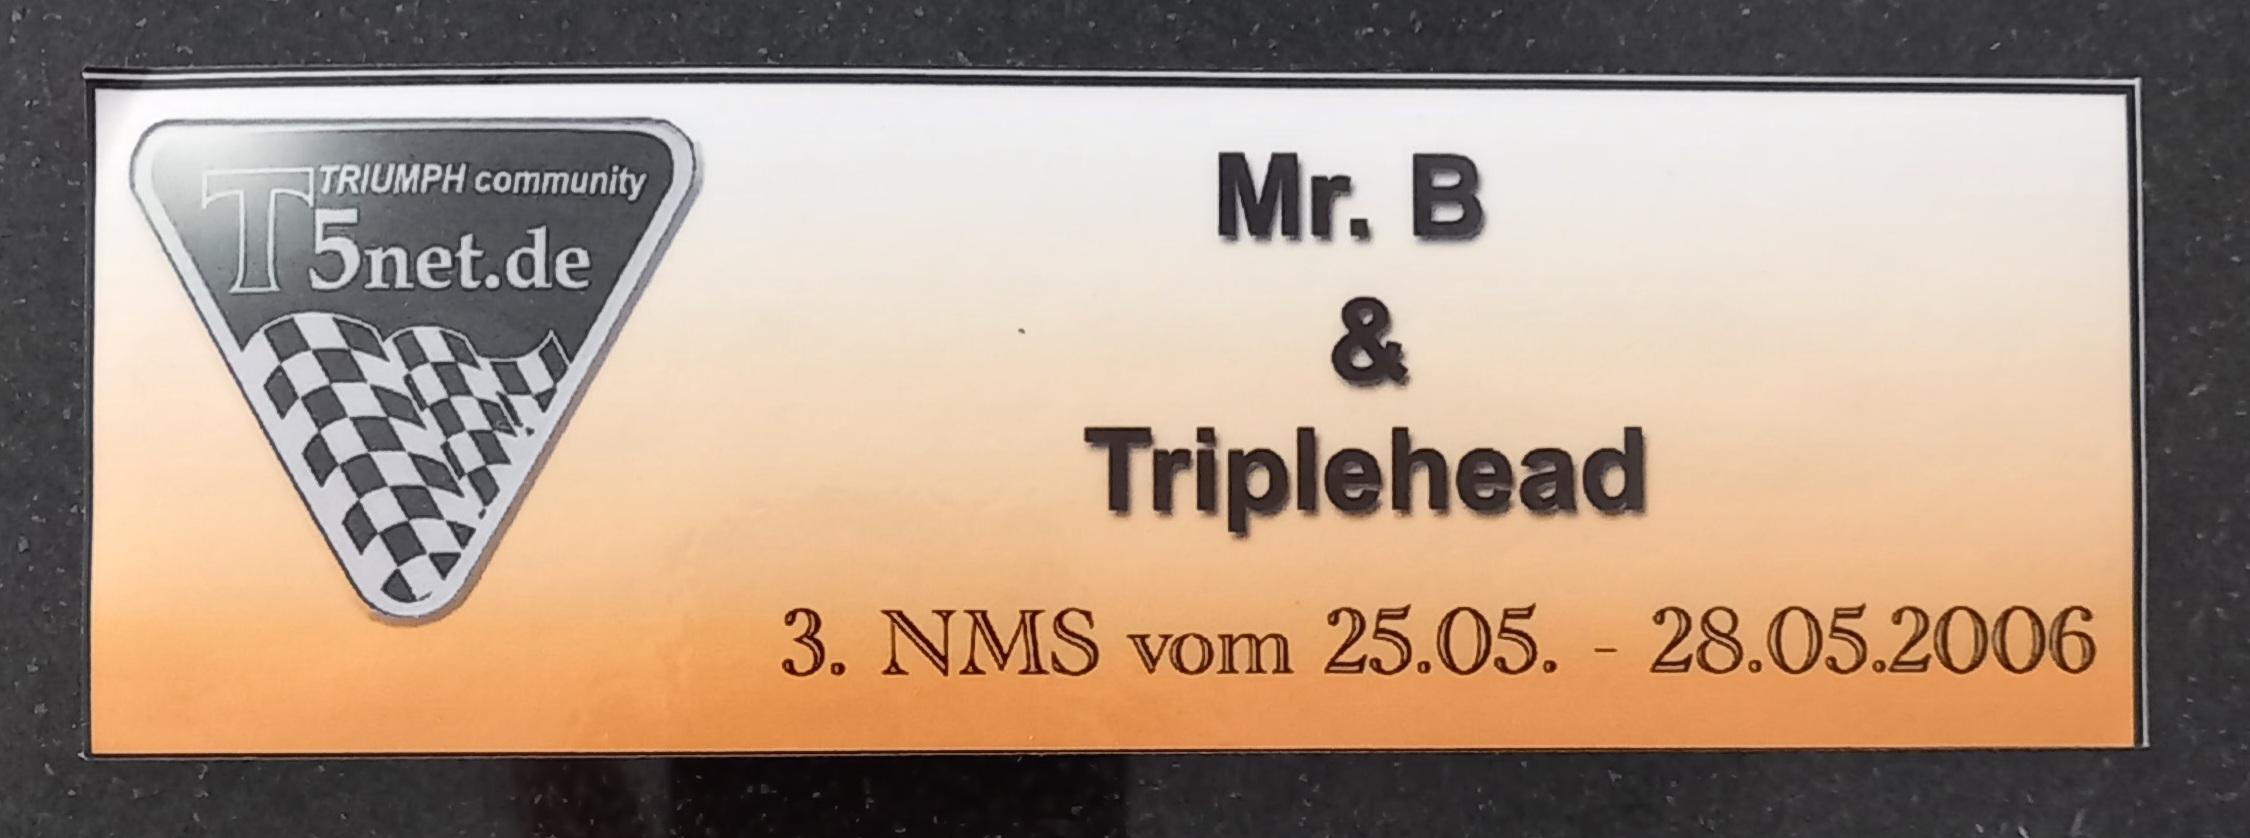 TRIUMPH community
T5net.de
Mr. B
&
Triplehead
3. NMS vom 25.05. - 28.05.2006